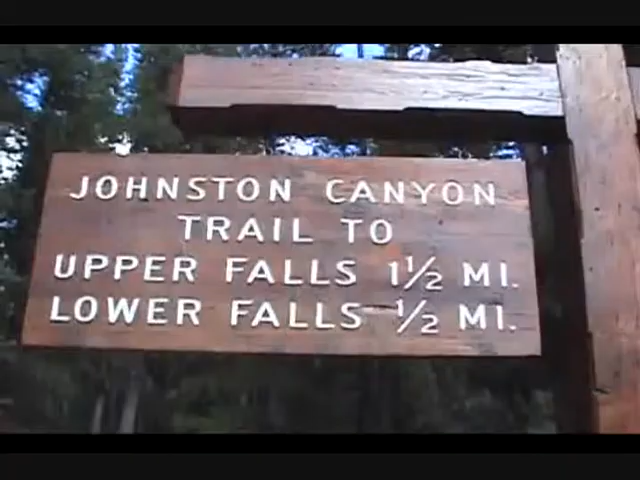 JOHNSTON CANYON
TRAIL TO
UPPER FALLS 1½ MI.
LOWER FALLS ½ MI.